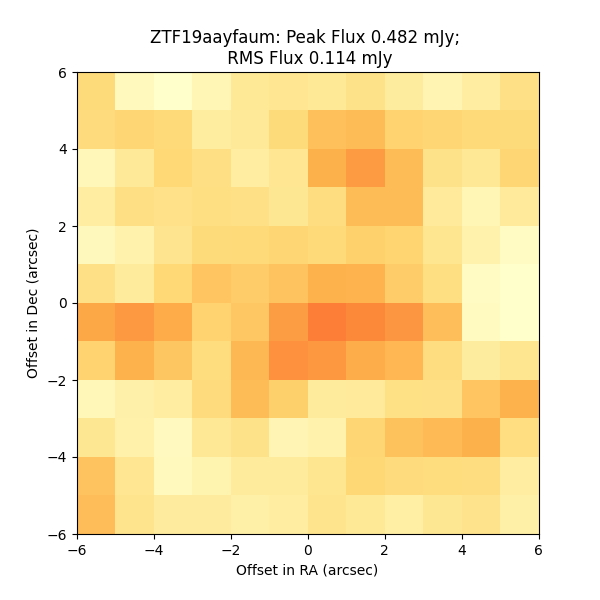 ZTF19aayfaum: Peak Flux 0.482 mJy;
RMS Flux 0.114 mJy
6
4
2
0
−2
−4
−6
Offset in Dec (arcsec)
−6 −4 −2 0 2 4 6
Offset in RA (arcsec)